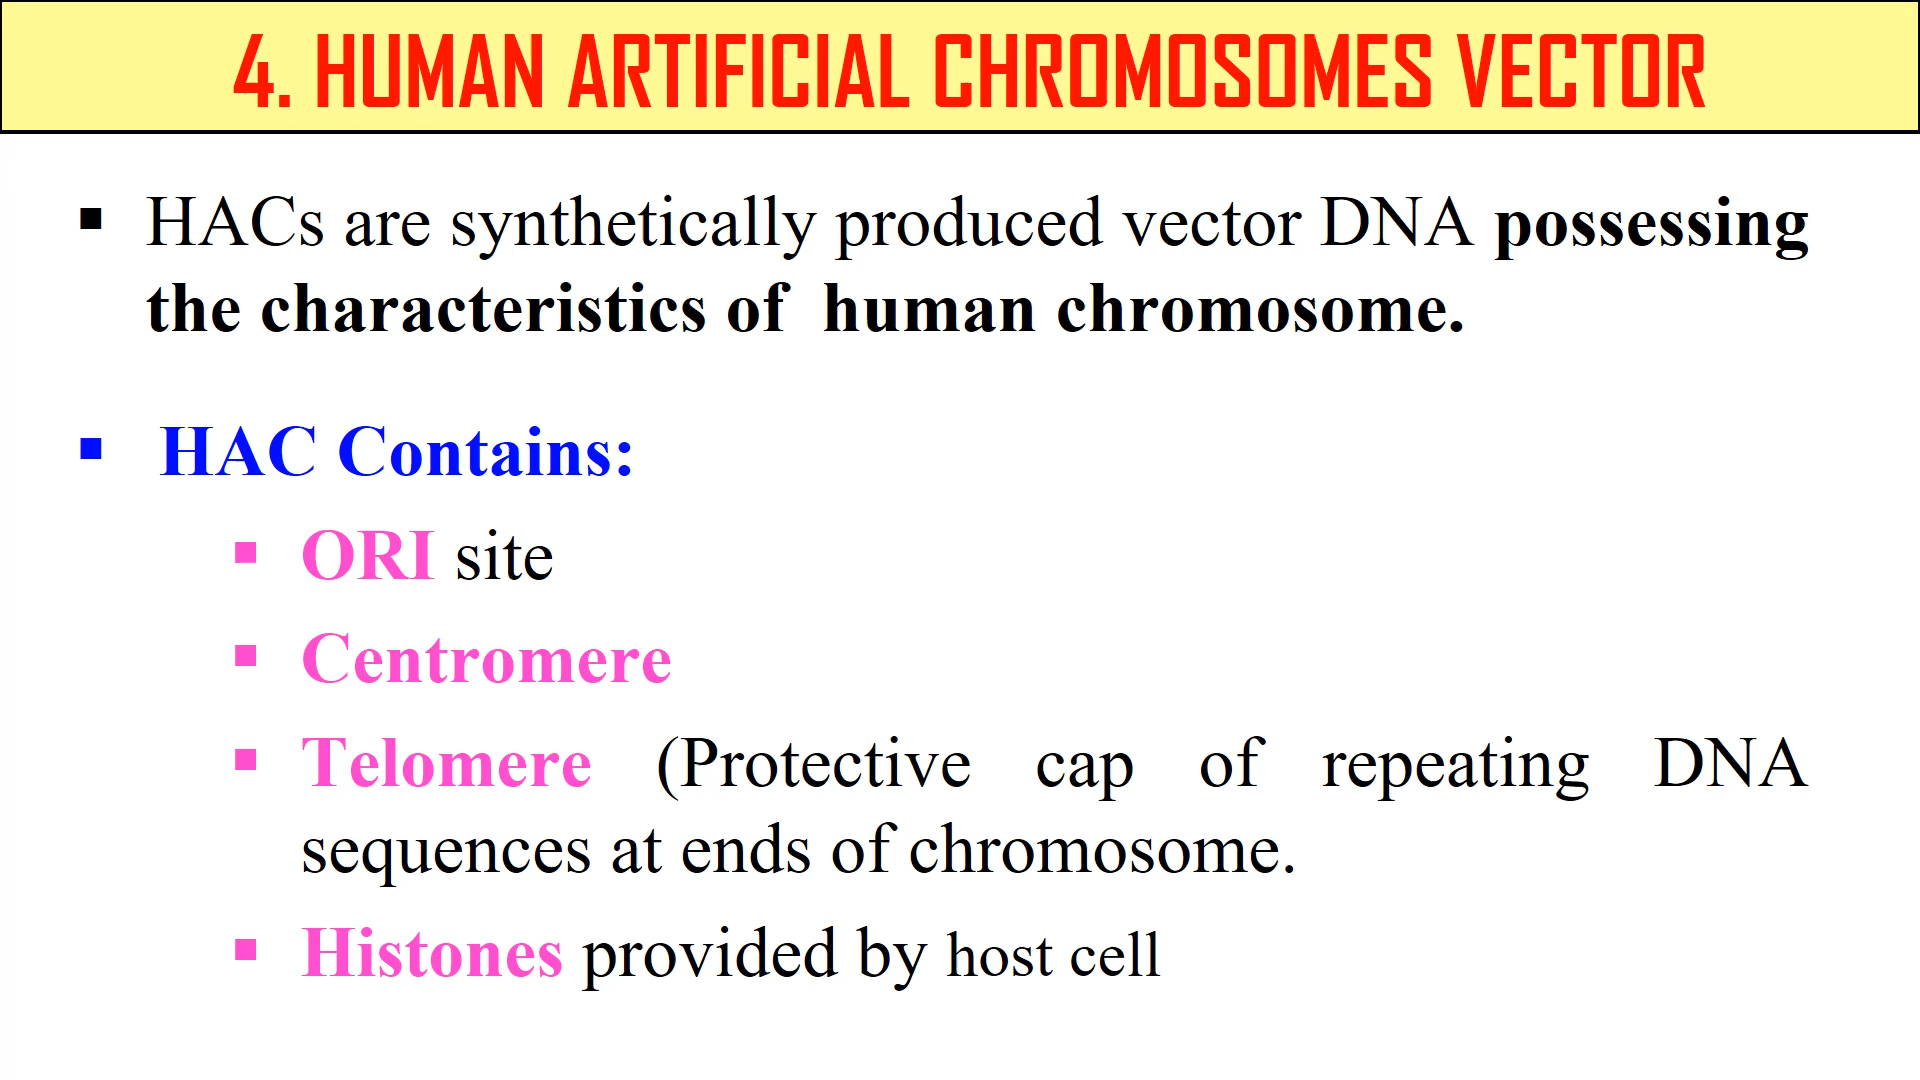 4. HUMAN ARTIFICIAL CHROMOSOMES VECTOR
▪ HACs are synthetically produced vector DNA possessing
the characteristics of human chromosome.
▪ HAC Contains:
▪ ORI site
▪ Centromere
▪ Telomere (Protective cap of repeating DNA
sequences at ends of chromosome.
▪ Histones provided by host cell